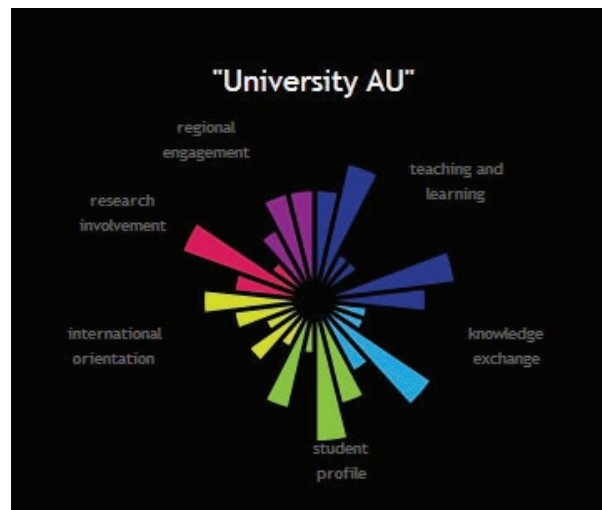 "University AU"
regional
engagement
teaching and
learning
research
involvement
international
orientation
knowledge
exchange
student
profile